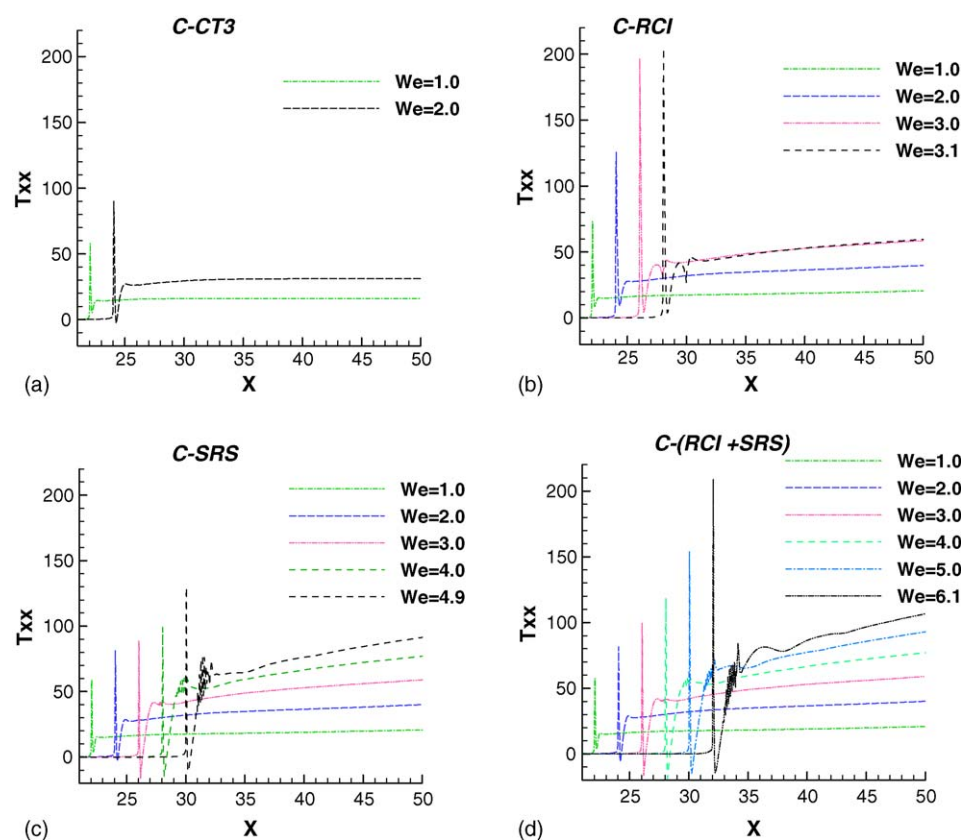 C-CT3
200
150
100
50
0
Txx
We=1.0
We=2.0
25 30 35 40 45 50
X
(a)
C-RCI
200
150
100
50
0
Txx
We=1.0
We=2.0
We=3.0
We=3.1
25 30 35 40 45 50
X
(b)
C-SRS
200
150
100
50
0
Txx
We=1.0
We=2.0
We=3.0
We=4.0
We=4.9
25 30 35 40 45 50
X
(c)
C-(RCI +SRS)
200
150
100
50
0
Txx
We=1.0
We=2.0
We=3.0
We=4.0
We=5.0
We=6.1
25 30 35 40 45 50
X
(d)